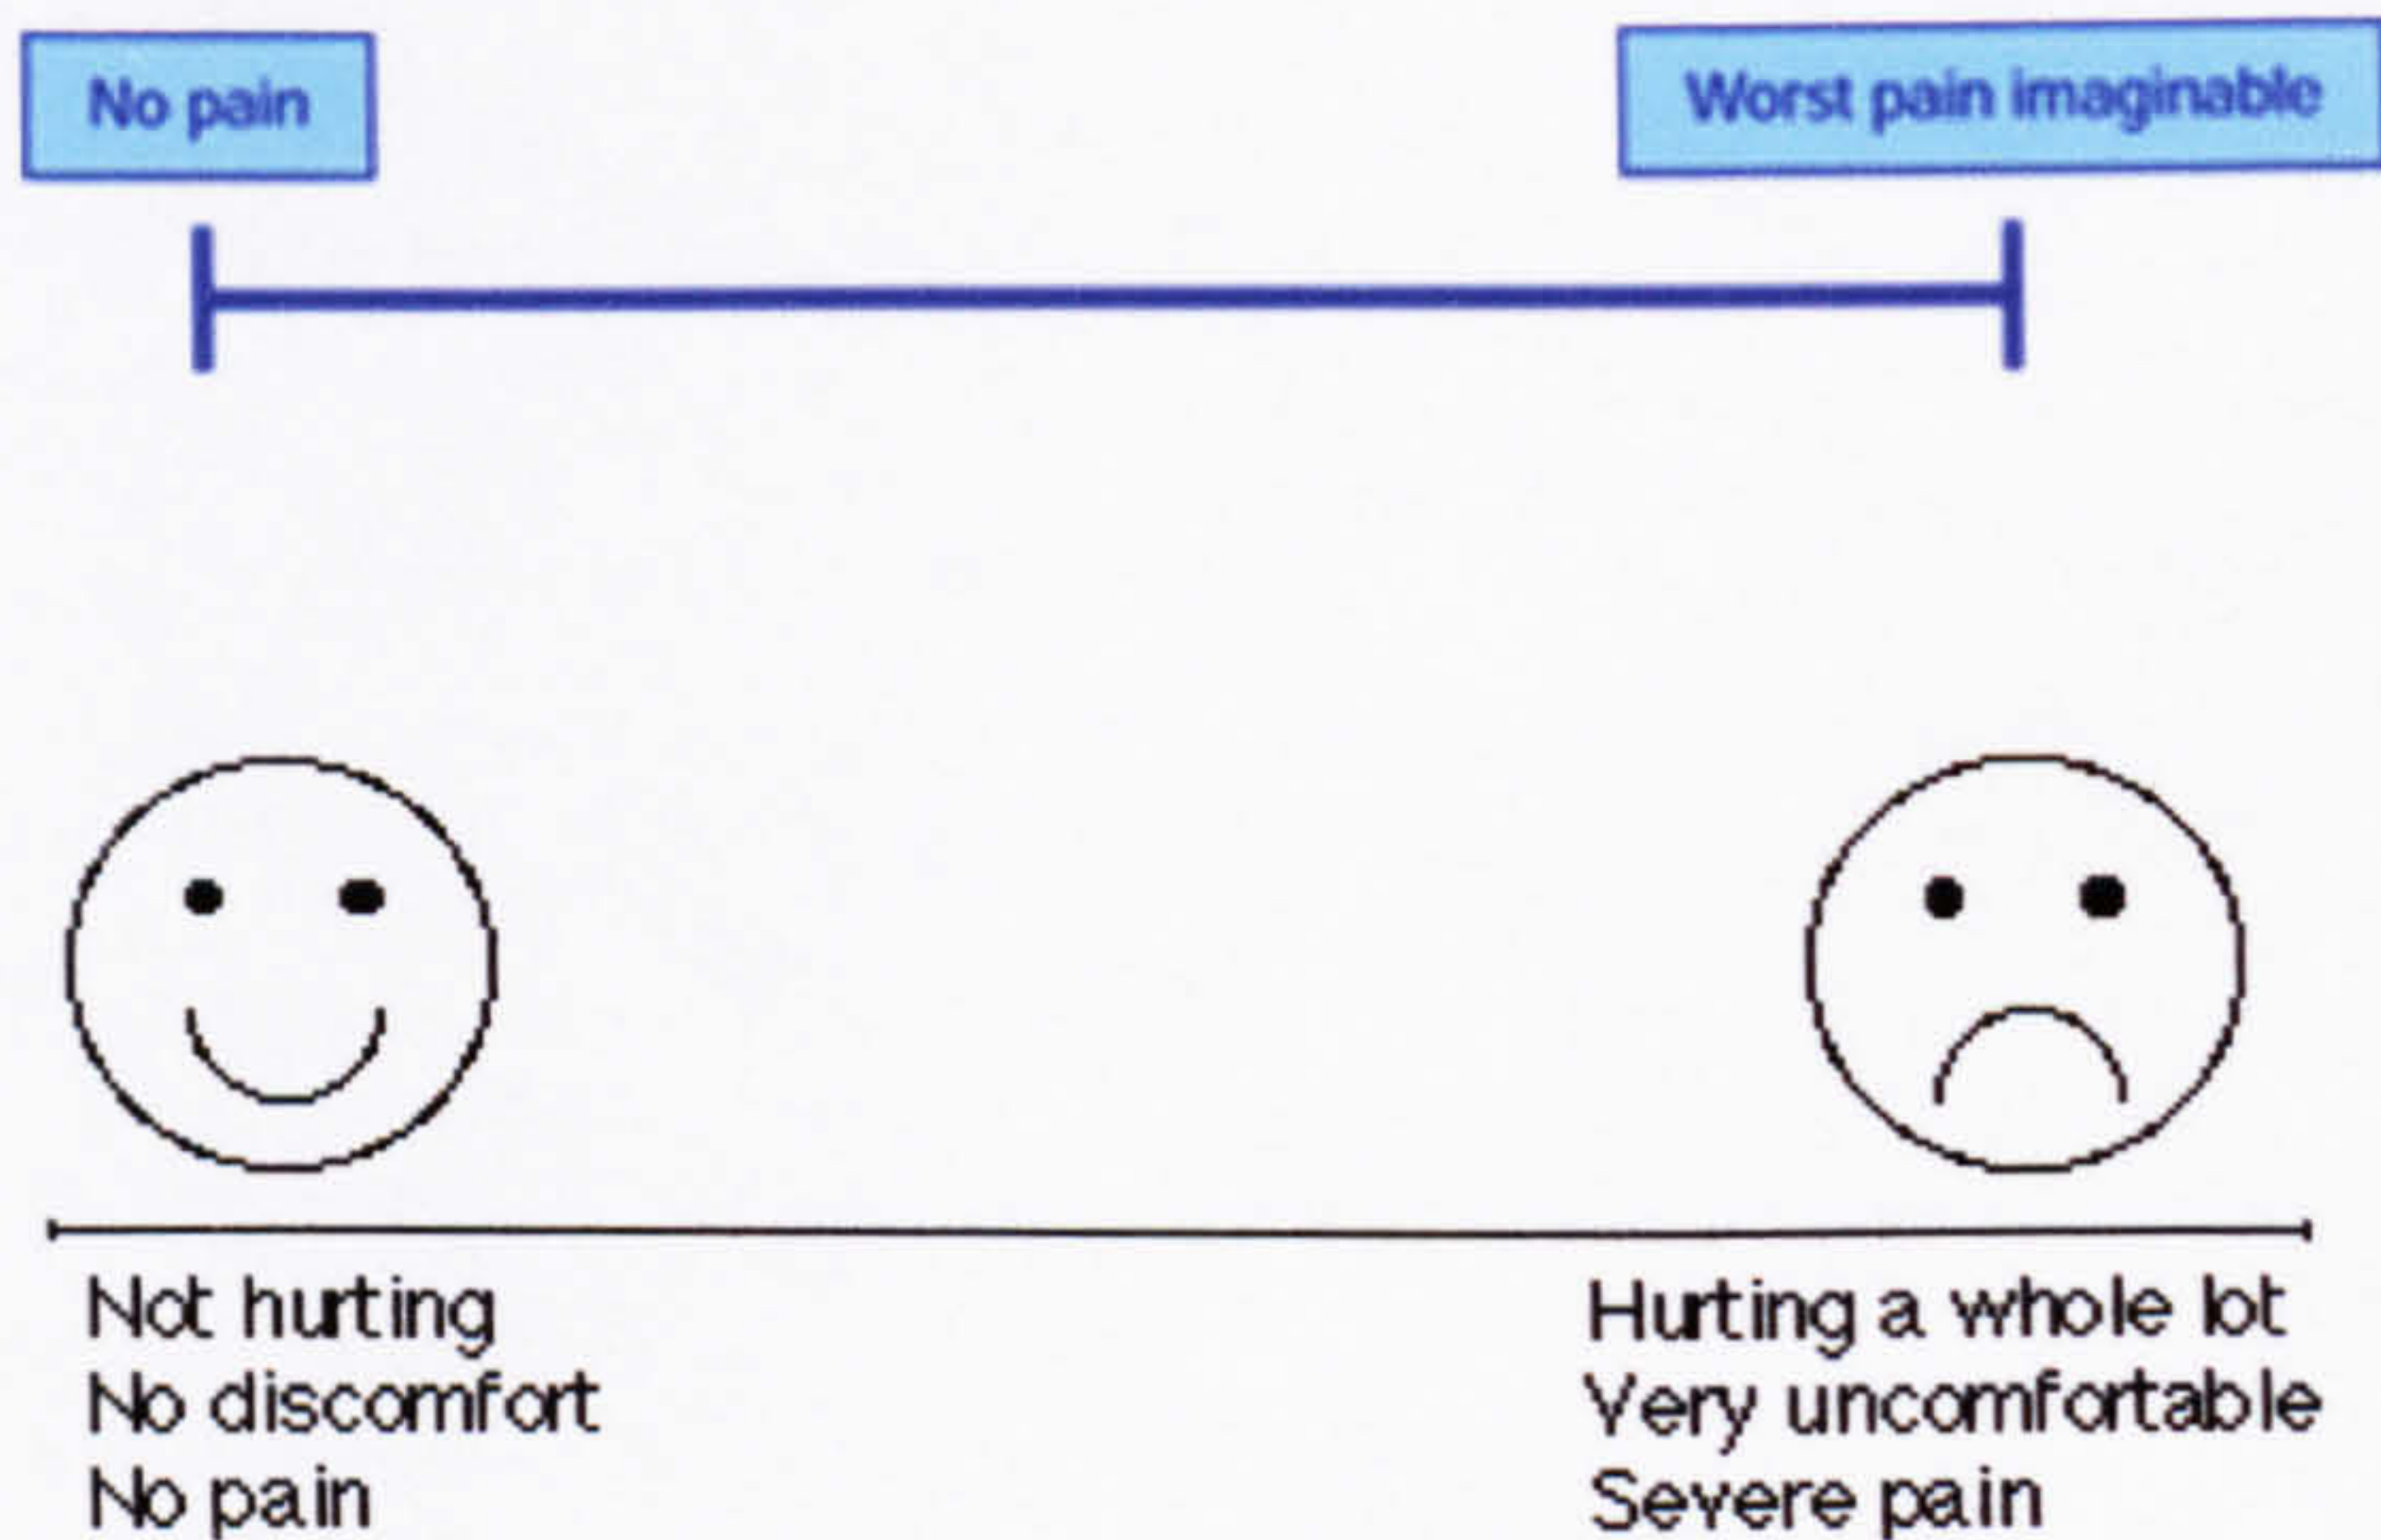 No pain
Worst pain imaginable
Not hurting
No discomfort
No pain
Hurting a whole lot
Very uncomfortable
Severe pain